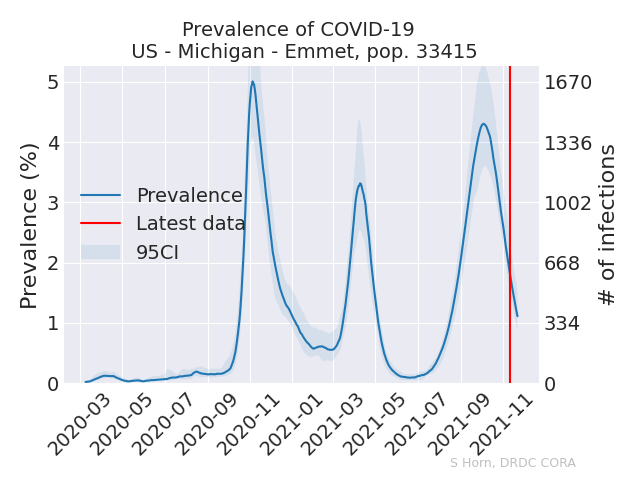 Prevalence of COVID-19
US - Michigan - Emmet, pop. 33415
Prevalence (%)
5
4
3
2
1
0
1670
1336
1002
668
334
0
# of infections
Prevalence
Latest data
95CI
2020-03
2020-05
2020-07
2020-09
2020-11
2021-01
2021-03
2021-05
2021-07
2021-09
2021-11
S Horn, DRDC CORA